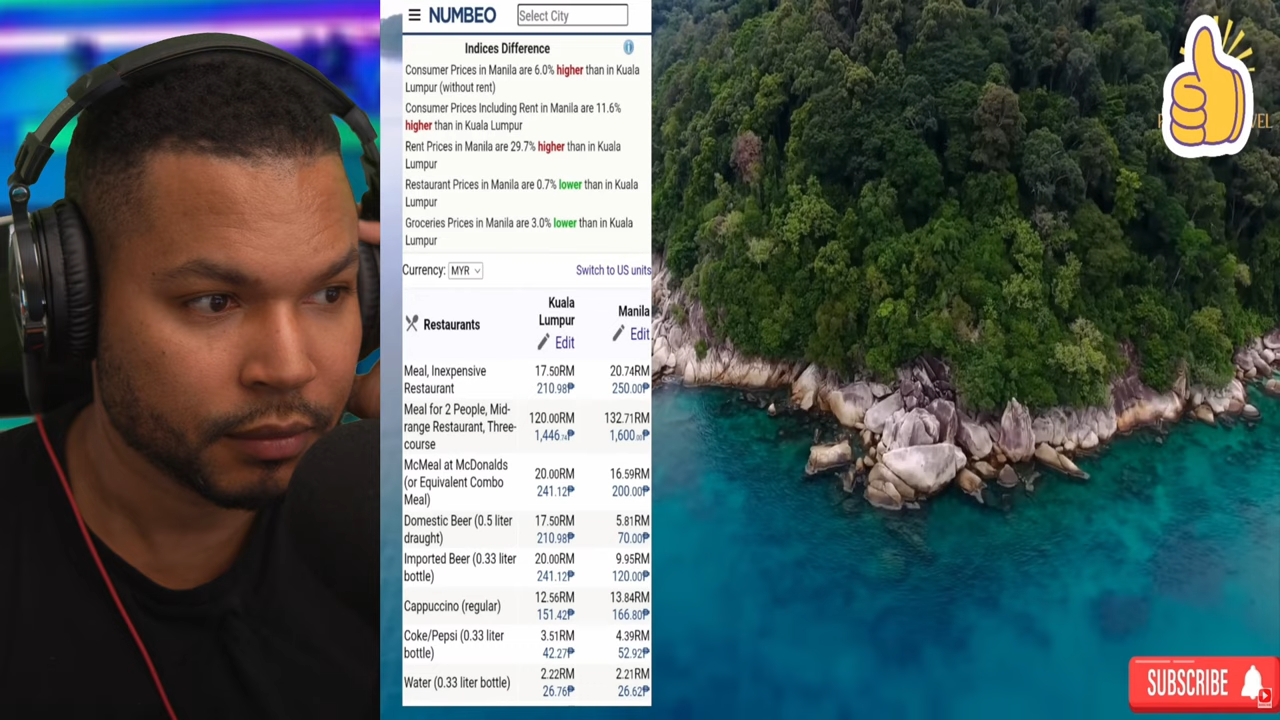 ☰ NUMBEO Select City
Indices Difference
Consumer Prices in Manila are 6.0% higher than in Kuala
Lumpur (without rent)
Consumer Prices Including Rent in Manila are 11.6%
higher than in Kuala Lumpur
Rent Prices in Manila are 29.7% higher than in Kuala
Lumpur
Restaurant Prices in Manila are 0.7% lower than in Kuala
Lumpur
Groceries Prices in Manila are 3.0% lower than in Kuala
Lumpur
Currency: MYR Switch to US units
Restaurants
Kuala
Lumpur
Edit
Manila
Edit
Meal, Inexpensive
Restaurant
17.50RM
210.98₱
20.74RM
250.00₱
Meal for 2 People, Mid-
range Restaurant, Three-
course
120.00RM
1,446.74₱
132.71RM
1,600.00₱
McMeal at McDonalds
(or Equivalent Combo
Meal)
20.00RM
241.12₱
16.59RM
200.00₱
Domestic Beer (0.5 liter
draught)
17.50RM
210.98₱
5.81RM
70.00₱
Imported Beer (0.33 liter
bottle)
20.00RM
241.12₱
9.95RM
120.00₱
Cappuccino (regular)
12.56RM
151.42₱
13.84RM
166.80₱
Coke/Pepsi (0.33 liter
bottle)
3.51RM
42.27₱
4.39RM
52.92₱
Water (0.33 liter bottle)
2.22RM
26.76₱
2.21RM
26.62₱
SUBSCRIBE